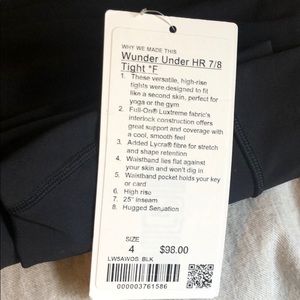 WHY WE MADE THIS
Wunder Under HR 7/8
Tight *F
1. These versatile, high-rise
tights were designed to fit
like a second skin, perfect for
yoga or the gym
2. Full-On® Luxtreme fabric's
interlock construction offers
great support and coverage with
a cool, smooth feel
3. Added Lycra® fibre for stretch
and shape retention
4. Waistband lies flat against
your skin and won't dig in
5. Waistband pocket holds your key
or card
6. High rise
7. 25" Inseam
8. Hugged Sensation
SIZE
4 $98.00
LW5AWOS BLK
000003761586